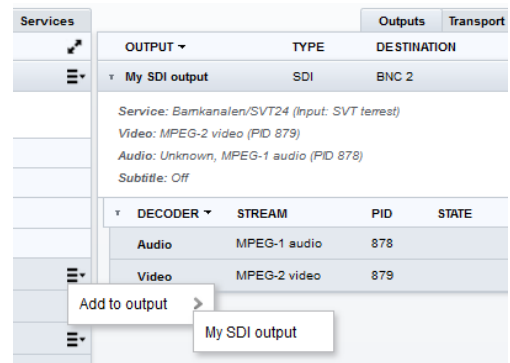 Services
Outputs Transport
OUTPUT TYPE DESTINATION
My SDI output SDI BNC 2
Service: Barnkanalen/SVT24 (Input: SVT terrest)
Video: MPEG-2 video (PID 879)
Audio: Unknown, MPEG-1 audio (PID 878)
Subtitle: Off
DECODER STREAM PID STATE
Audio MPEG-1 audio 878
Video MPEG-2 video 879
Add to output
My SDI output